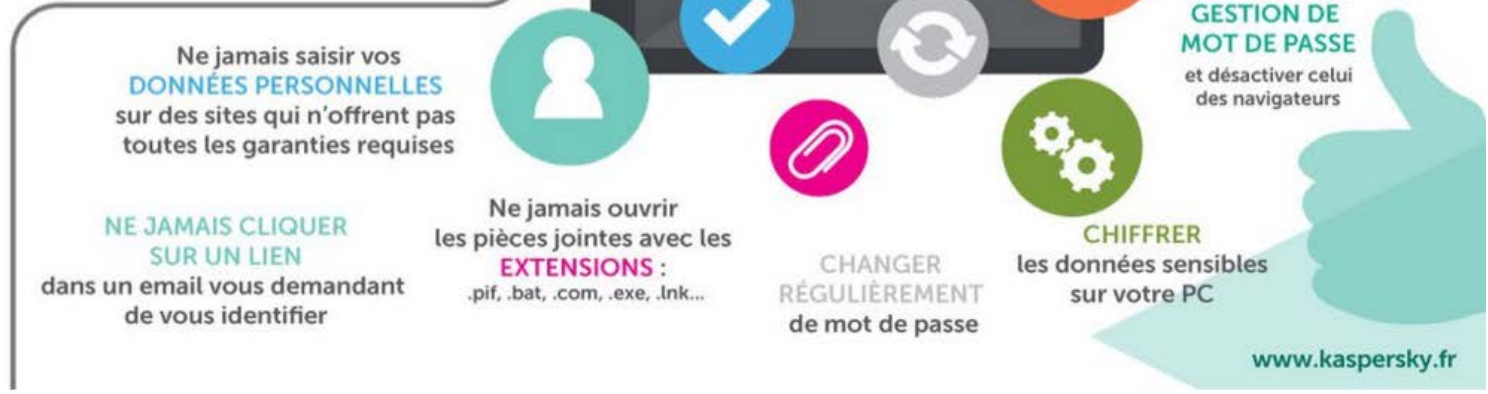 Ne jamais saisir vos
DONNÉES PERSONNELLES
sur des sites qui n'offrent pas
toutes les garanties requises
NE JAMAIS CLIQUER
SUR UN LIEN
dans un email vous demandant
de vous identifier
Ne jamais ouvrir
les pièces jointes avec les
EXTENSIONS :
.pif, .bat, .com, .exe, .lnk...
CHANGER
RÉGULIÈREMENT
de mot de passe
CHIFFRER
les données sensibles
sur votre PC
GESTION DE
MOT DE PASSE
et désactiver celui
des navigateurs
www.kaspersky.fr